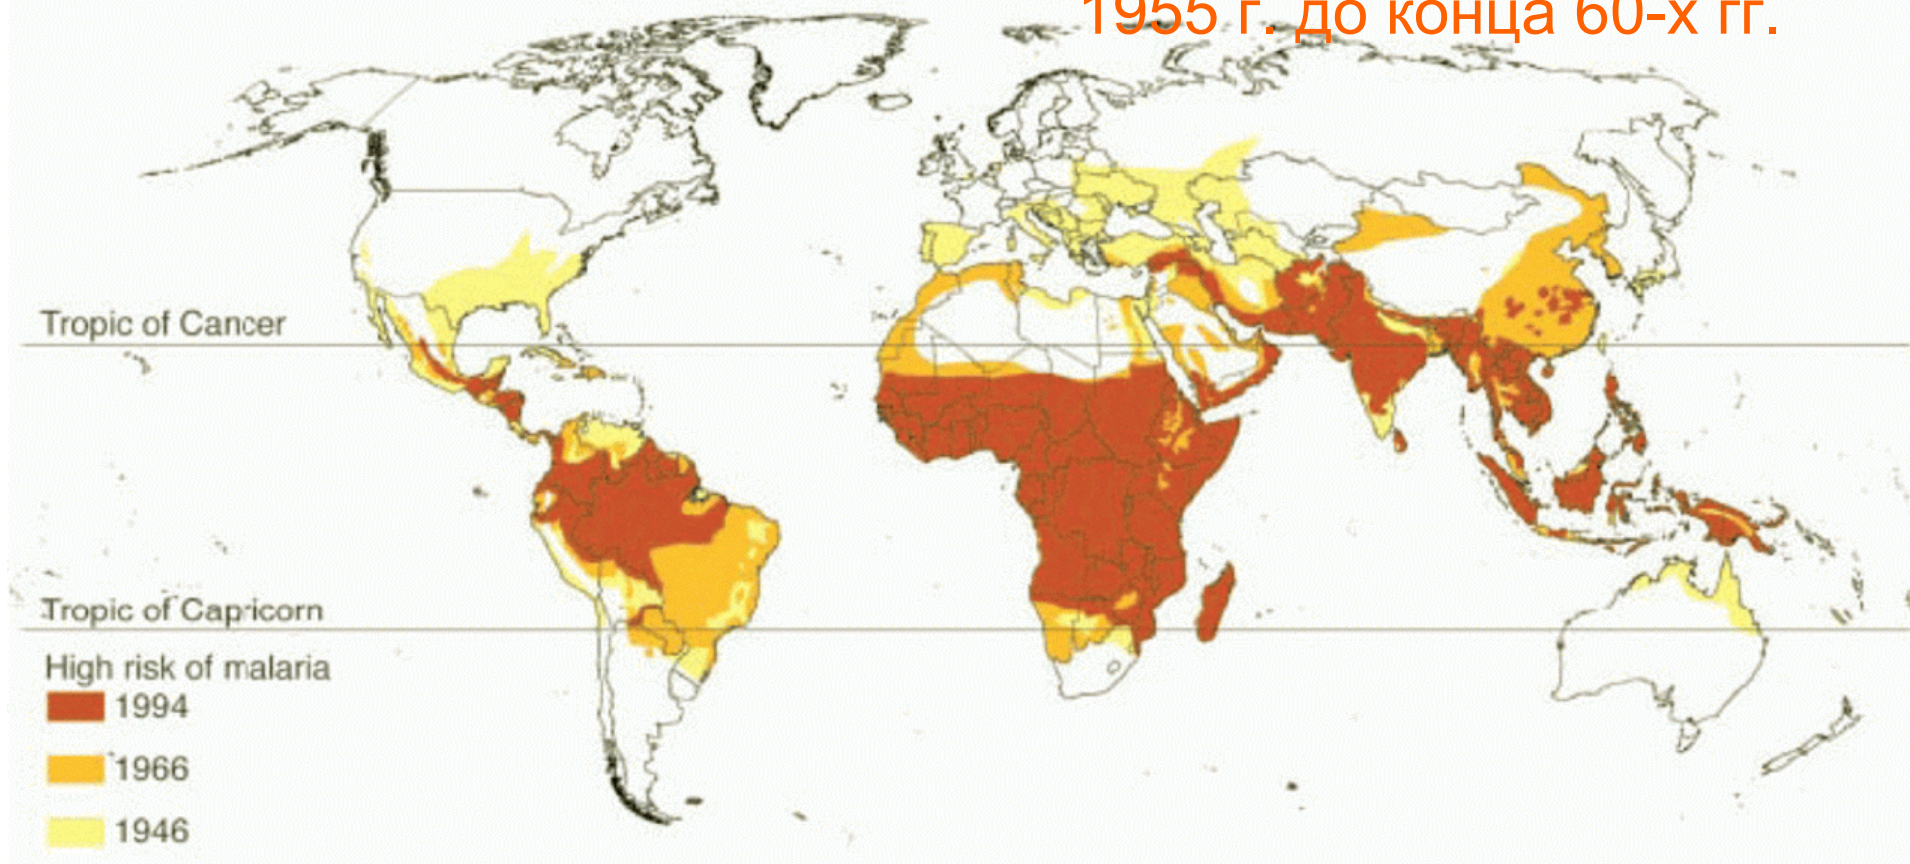 1955 г. до конца 60-х гг.
Tropic of Cancer
Tropic of Capricorn
High risk of malaria
1994
1966
1946